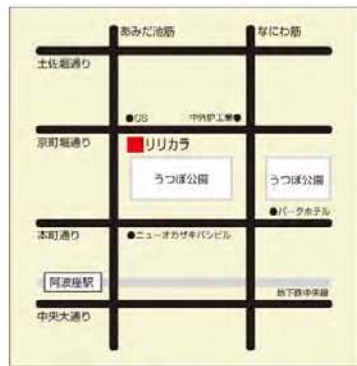 あみだ池筋
なにわ筋
土佐堀通り
●GS
中外炉工業●
京町堀通り
リリカラ
うつぼ公園
うつぼ公園
●パークホテル
本町通り
●ニューオカザキバシビル
阿波座駅
地下鉄中央線
中央大通り